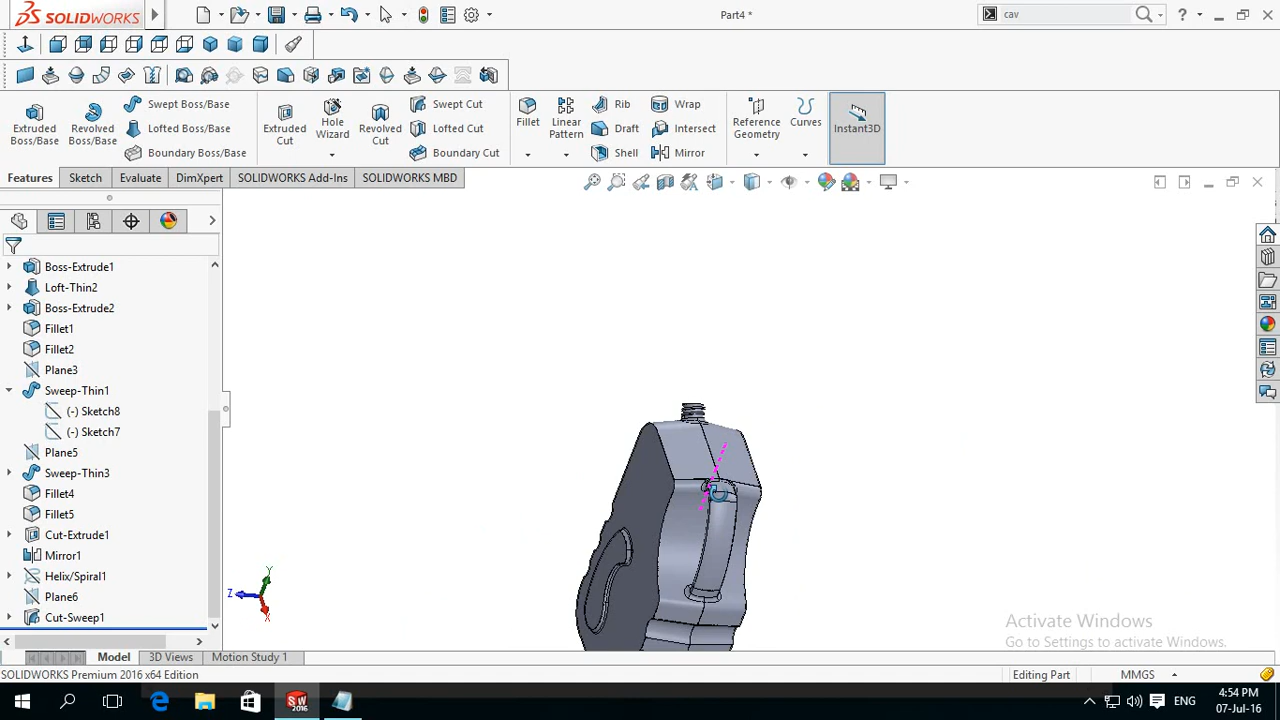 SOLIDWORKS
Part4 *
cav
Extruded Boss/Base
Revolved Boss/Base
Swept Boss/Base
Lofted Boss/Base
Boundary Boss/Base
Extruded Cut
Hole Wizard
Revolved Cut
Swept Cut
Lofted Cut
Boundary Cut
Fillet
Linear Pattern
Rib
Draft
Shell
Wrap
Intersect
Mirror
Reference Geometry
Curves
Instant3D
Features
Sketch
Evaluate
DimXpert
SOLIDWORKS Add-Ins
SOLIDWORKS MBD
Boss-Extrude1
Loft-Thin2
Boss-Extrude2
Fillet1
Fillet2
Plane3
Sweep-Thin1
(-) Sketch8
(-) Sketch7
Plane5
Sweep-Thin3
Fillet4
Fillet5
Cut-Extrude1
Mirror1
Helix/Spiral1
Plane6
Cut-Sweep1
Y
Z
X
Activate Windows
Go to Settings to activate Windows.
Model
3D Views
Motion Study 1
SOLIDWORKS Premium 2016 x64 Edition
Editing Part
MMGS
SW
2016
ENG
4:54 PM
07-Jul-16